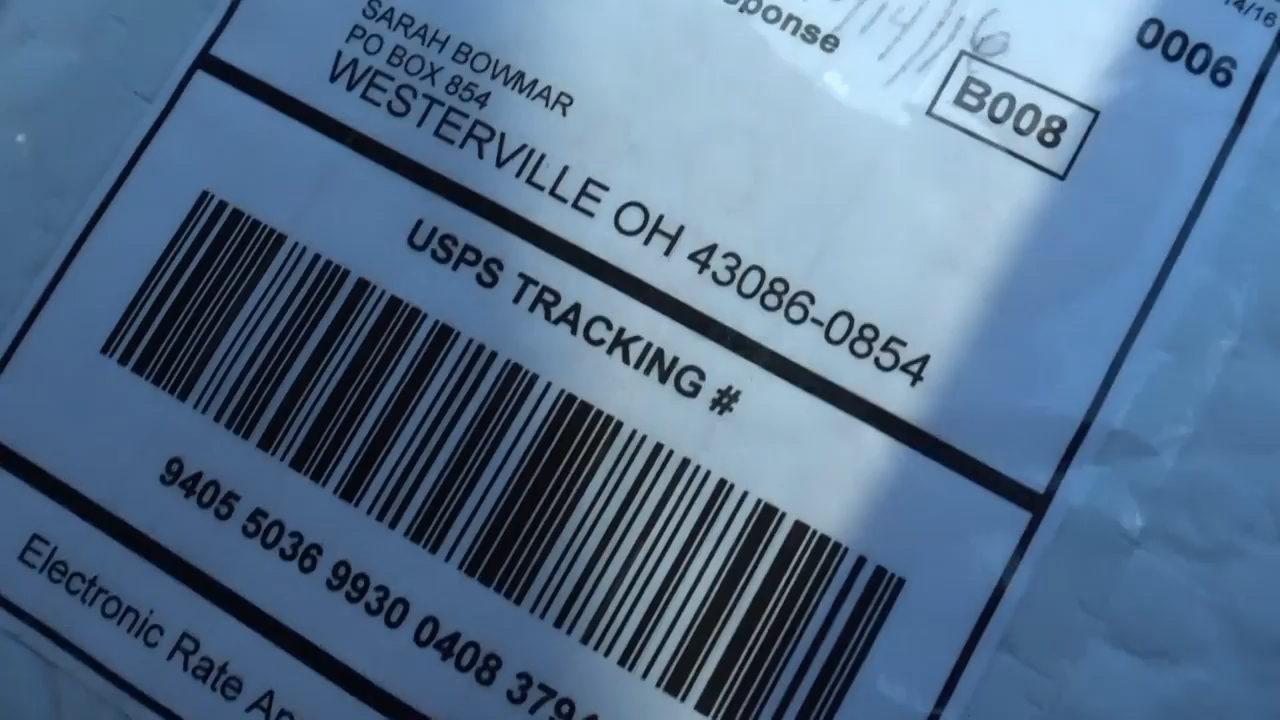 0006
B008
SARAH BOWMAR
PO BOX 854
WESTERVILLE OH 43086-0854
USPS TRACKING #
9405 5036 9930 0408 379
Electronic Rate